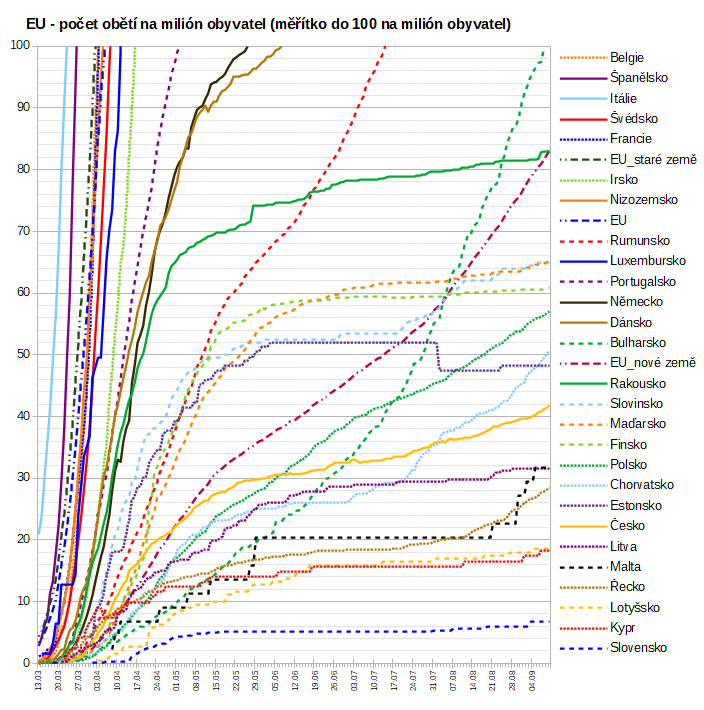 EU - počet obětí na milión obyvatel (měřítko do 100 na milión obyvatel)
100
90
80
70
60
50
40
30
20
10
0
13.03
20.03
27.03
03.04
10.04
17.04
24.04
01.05
08.05
15.05
22.05
29.05
05.06
12.06
19.06
26.06
03.07
10.07
17.07
24.07
31.07
07.08
14.08
21.08
28.08
04.09
Belgie
Španělsko
Itálie
Švédsko
Francie
EU_staré země
Irsko
Nizozemsko
EU
Rumunsko
Luxembursko
Portugalsko
Německo
Dánsko
Bulharsko
EU_nové země
Rakousko
Slovinsko
Maďarsko
Finsko
Polsko
Chorvatsko
Estonsko
Česko
Litva
Malta
Řecko
Lotyšsko
Kypr
Slovensko